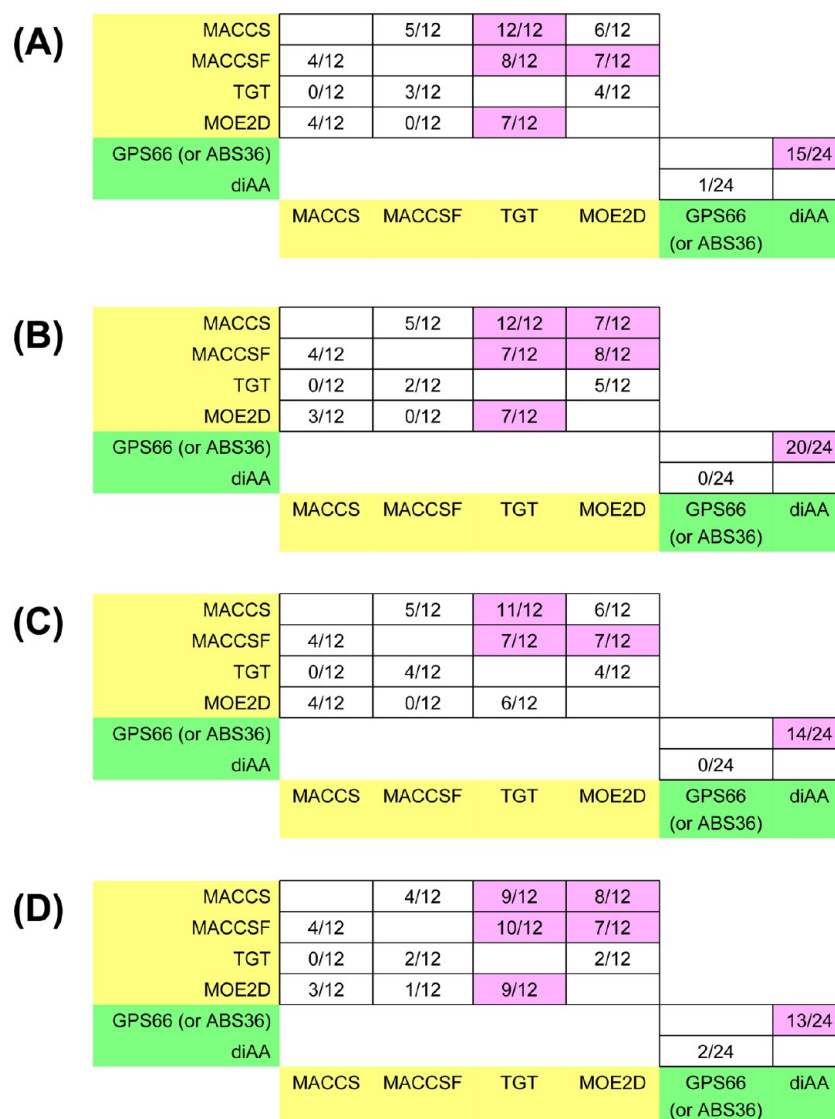 (A)
MACCS 5/12 12/12 6/12
MACCSF 4/12 8/12 7/12
TGT 0/12 3/12 4/12
MOE2D 4/12 0/12 7/12
GPS66 (or ABS36) 15/24
diAA 1/24
MACCS MACCSF TGT MOE2D GPS66 diAA
(or ABS36)
(B)
MACCS 5/12 12/12 7/12
MACCSF 4/12 7/12 8/12
TGT 0/12 2/12 5/12
MOE2D 3/12 0/12 7/12
GPS66 (or ABS36) 20/24
diAA 0/24
MACCS MACCSF TGT MOE2D GPS66 diAA
(or ABS36)
(C)
MACCS 5/12 11/12 6/12
MACCSF 4/12 7/12 7/12
TGT 0/12 4/12 4/12
MOE2D 4/12 0/12 6/12
GPS66 (or ABS36) 14/24
diAA 0/24
MACCS MACCSF TGT MOE2D GPS66 diAA
(or ABS36)
(D)
MACCS 4/12 9/12 8/12
MACCSF 4/12 10/12 7/12
TGT 0/12 2/12 2/12
MOE2D 3/12 1/12 9/12
GPS66 (or ABS36) 13/24
diAA 2/24
MACCS MACCSF TGT MOE2D GPS66 diAA
(or ABS36)